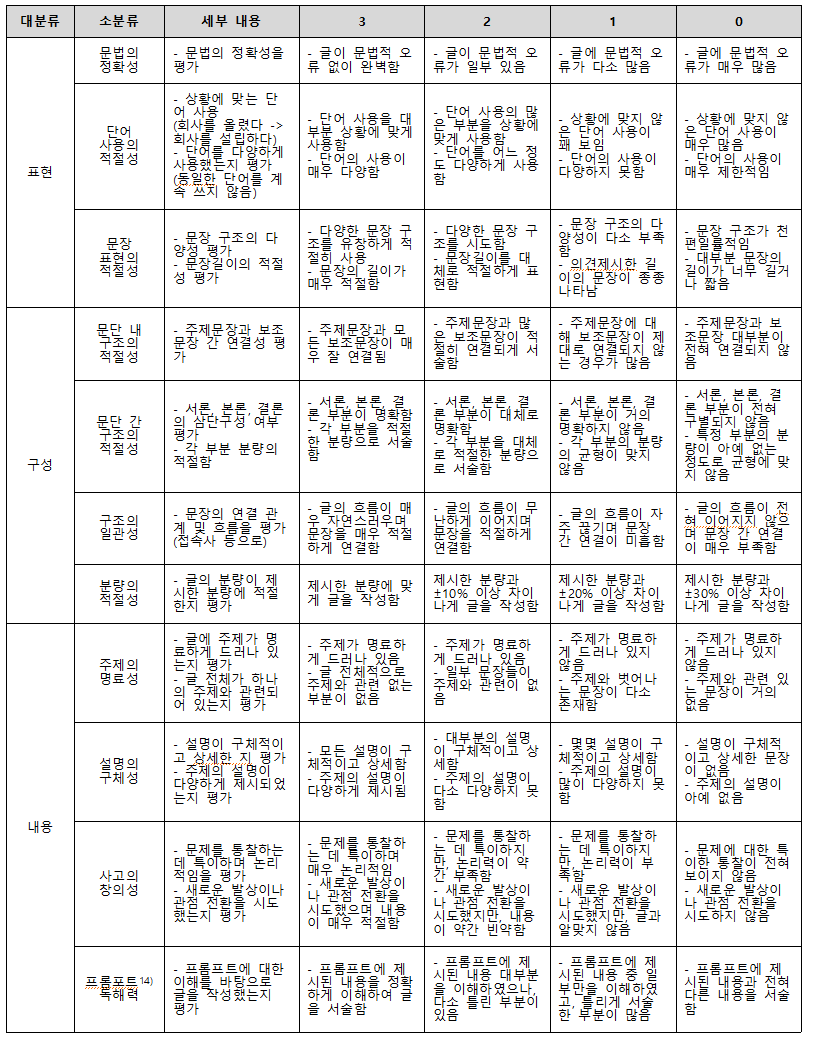 대분류 소분류 세부 내용 3 2 1 0
표현
문법의
정확성
- 문법의 정확성을
평가
- 글이 문법적 오
류 없이 완벽함
- 글이 문법적 오
류가 일부 있음
- 글에 문법적 오
류가 다소 많음
- 글에 문법적 오
류가 매우 많음
단어
사용의
적절성
- 상황에 맞는 단
어 사용
(회사를 올렸다 ->
회사를 설립하다)
- 단어를 다양하게
사용했는지 평가
(동일한 단어를 계
속 쓰지 않음)
- 단어 사용을 대
부분 상황에 맞게
사용함
- 단어의 사용이
매우 다양함
- 단어 사용의 많
은 부분을 상황에
맞게 사용함
- 단어를 어느 정
도 다양하게 사용
함
- 상황에 맞지 않
은 단어 사용이
꽤 보임
- 단어의 사용이
다양하지 못함
- 상황에 맞지 않
은 단어 사용이
매우 많음
- 단어의 사용이
매우 제한적임
문장
표현의
적절성
- 문장 구조의 다
양성 평가
- 문장길이의 적절
성 평가
- 다양한 문장 구
조를 유창하게 적
절히 사용
- 문장의 길이가
매우 적절함
- 다양한 문장 구
조를 시도함
- 문장길이를 대
체로 적절하게 표
현함
- 문장 구조의 다
양성이 다소 부족
함
- 의견제시한 길
이의 문장이 종종
나타남
- 문장 구조가 천
편일률적임
- 대부분 문장의
길이가 너무 길거
나 짧음
구성
문단 내
구조의
적절성
- 주제문장과 보조
문장 간 연결성 평
가
- 주제문장과 모
든 보조문장이 매
우 잘 연결됨
- 주제문장과 많
은 보조문장이 적
절히 연결되게 서
술함
- 주제문장에 대
해 보조문장이 제
대로 연결되지 않
는 경우가 많음
- 주제문장과 보
조문장 대부분이
전혀 연결되지 않
음
문단 간
구조의
적절성
- 서론, 본론, 결론
의 삼단구성 여부
평가
- 각 부분 분량의
적절함
- 서론, 본론, 결
론 부분이 명확함
- 각 부분을 적절
한 분량으로 서술
함
- 서론, 본론, 결
론 부분이 대체로
명확함
- 각 부분을 대체
로 적절한 분량으
로 서술함
- 서론, 본론, 결
론 부분이 거의
명확하지 않음
- 각 부분의 분량
의 균형이 맞지
않음
- 서론, 본론, 결
론 부분이 전혀
구별되지 않음
- 특정 부분의 분
량이 아예 없는
정도로 균형에 맞
지 않음
구조의
일관성
- 문장의 연결 관
계 및 흐름을 평가
(접속사 등으로)
- 글의 흐름이 매
우 자연스러우며
문장을 매우 적절
하게 연결함
- 글의 흐름이 무
난하게 이어지며
문장을 적절하게
연결함
- 글의 흐름이 자
주 끊기며 문장
간 연결이 미흡함
- 글의 흐름이 전
혀 이어지지 않으
며 문장 간 연결
이 매우 부족함
분량의
적절성
- 글의 분량이 제
시한 분량에 적절
한지 평가
제시한 분량에 맞
게 글을 작성함
제시한 분량과
±10% 이상 차이
나게 글을 작성함
제시한 분량과
±20% 이상 차이
나게 글을 작성함
제시한 분량과
±30% 이상 차이
나게 글을 작성함
내용
주제의
명료성
- 글에 주제가 명
료하게 드러나 있
는지 평가
- 글 전체가 하나
의 주제와 관련되
어 있는지 평가
- 주제가 명료하
게 드러나 있음
- 글 전체적으로
주제와 관련 없는
부분이 없음
- 주제가 명료하
게 드러나 있음
- 일부 문장들이
주제와 관련이 없
음
- 주제가 명료하
게 드러나 있지
않음
- 주제와 벗어나
는 문장이 다소
존재함
- 주제가 명료하
게 드러나 있지
않음
- 주제와 관련 있
는 문장이 거의
없음
설명의
구체성
- 설명이 구체적이
고 상세한 지 평가
- 주제의 설명이
다양하게 제시되었
는지 평가
- 모든 설명이 구
체적이고 상세함
- 주제의 설명이
다양하게 제시됨
- 대부분의 설명
이 구체적이고 상
세함
- 주제의 설명이
다소 다양하지 못
함
- 몇몇 설명이 구
체적이고 상세함
- 주제의 설명이
많이 다양하지 못
함
- 설명이 구체적
이고 상세한 문장
이 없음
- 주제의 설명이
아예 없음
사고의
창의성
- 문제를 통찰하는
데 특이하며 논리
적임을 평가
- 새로운 발상이나
관점 전환을 시도
했는지 평가
- 문제를 통찰하
는 데 특이하며
매우 논리적임
- 새로운 발상이
나 관점 전환을
시도했으며 내용
이 매우 적절함
- 문제를 통찰하
는 데 특이하지
만, 논리력이 약
간 부족함
- 새로운 발상이
나 관점 전환을
시도했지만, 내용
이 약간 빈약함
- 문제를 통찰하
는 데 특이하지
만, 논리력이 부
족함
- 새로운 발상이
나 관점 전환을
시도했지만, 글과
알맞지 않음
- 문제에 대한 특
이한 통찰이 전혀
보이지 않음
- 새로운 발상이
나 관점 전환을
시도하지 않음
프롬포트14)
독해력
- 프롬프트에 대한
이해를 바탕으로
글을 작성했는지
평가
- 프롬프트에 제
시된 내용을 정확
하게 이해하여 글
을 서술함
- 프롬프트에 제
시된 내용 대부분
을 이해하였으나,
다소 틀린 부분이
있음
- 프롬프트에 제
시된 내용 중 일
부만을 이해하였
고, 틀리게 서술
한 부분이 많음
- 프롬프트에 제
시된 내용과 전혀
다른 내용을 서술
함